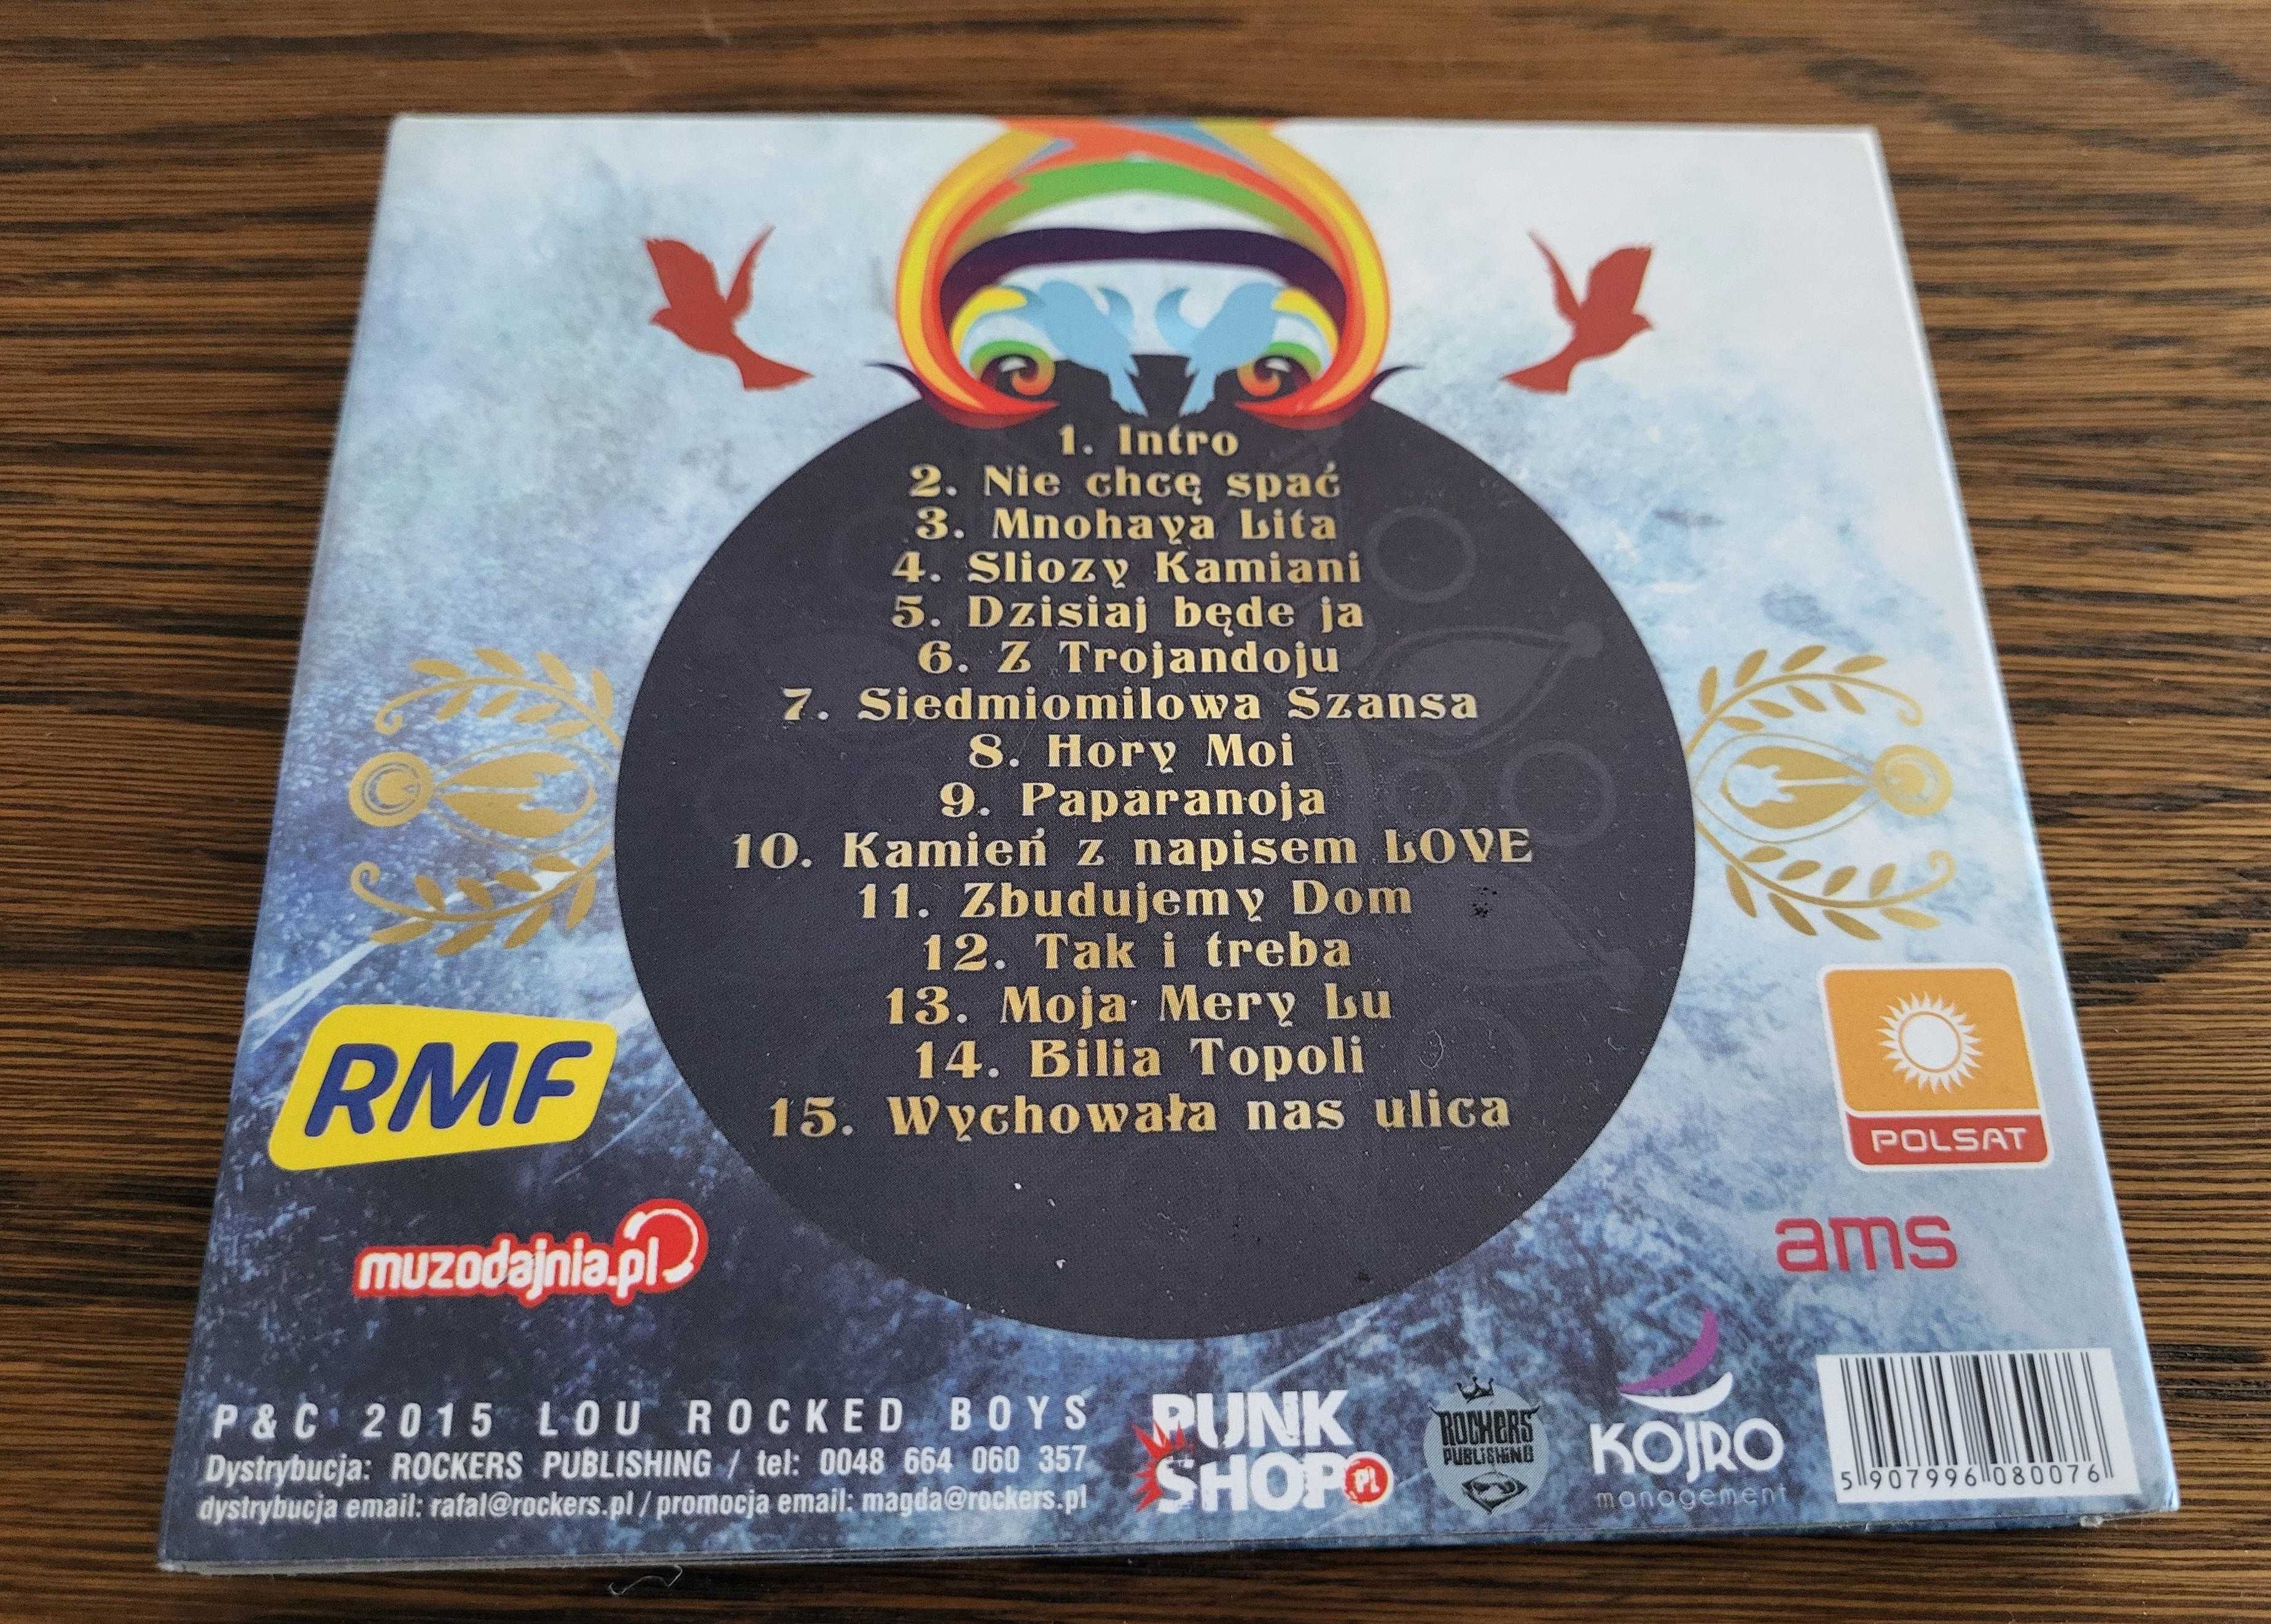 1. Intro
2. Nie chcę spać
3. Mnohaya Lita
4. Sliozy Kamiani
5. Dzisiaj będe ja
6. Z Trojandoju
7. Siedmiomilowa Szansa
8. Hory Moi
9. Paparanoja
10. Kamień z napisem LOVE
11. Zbudujemy Dom
12. Tak i treba
13. Moja Mery Lu
14. Bilia Topoli
15. Wychowała nas ulica
RMF
POLSAT
muzodajnia.pl
ams
P & C 2015 LOU ROCKED BOYS
Dystrybucja: ROCKERS PUBLISHING / tel: 0048 664 060 357
dystrybucja email: rafal@rockers.pl / promocja email: magda@rockers.pl
PUNK
SHOP.PL
ROCKERS
PUBLISHING
KOJRO
management
5 907996 080076